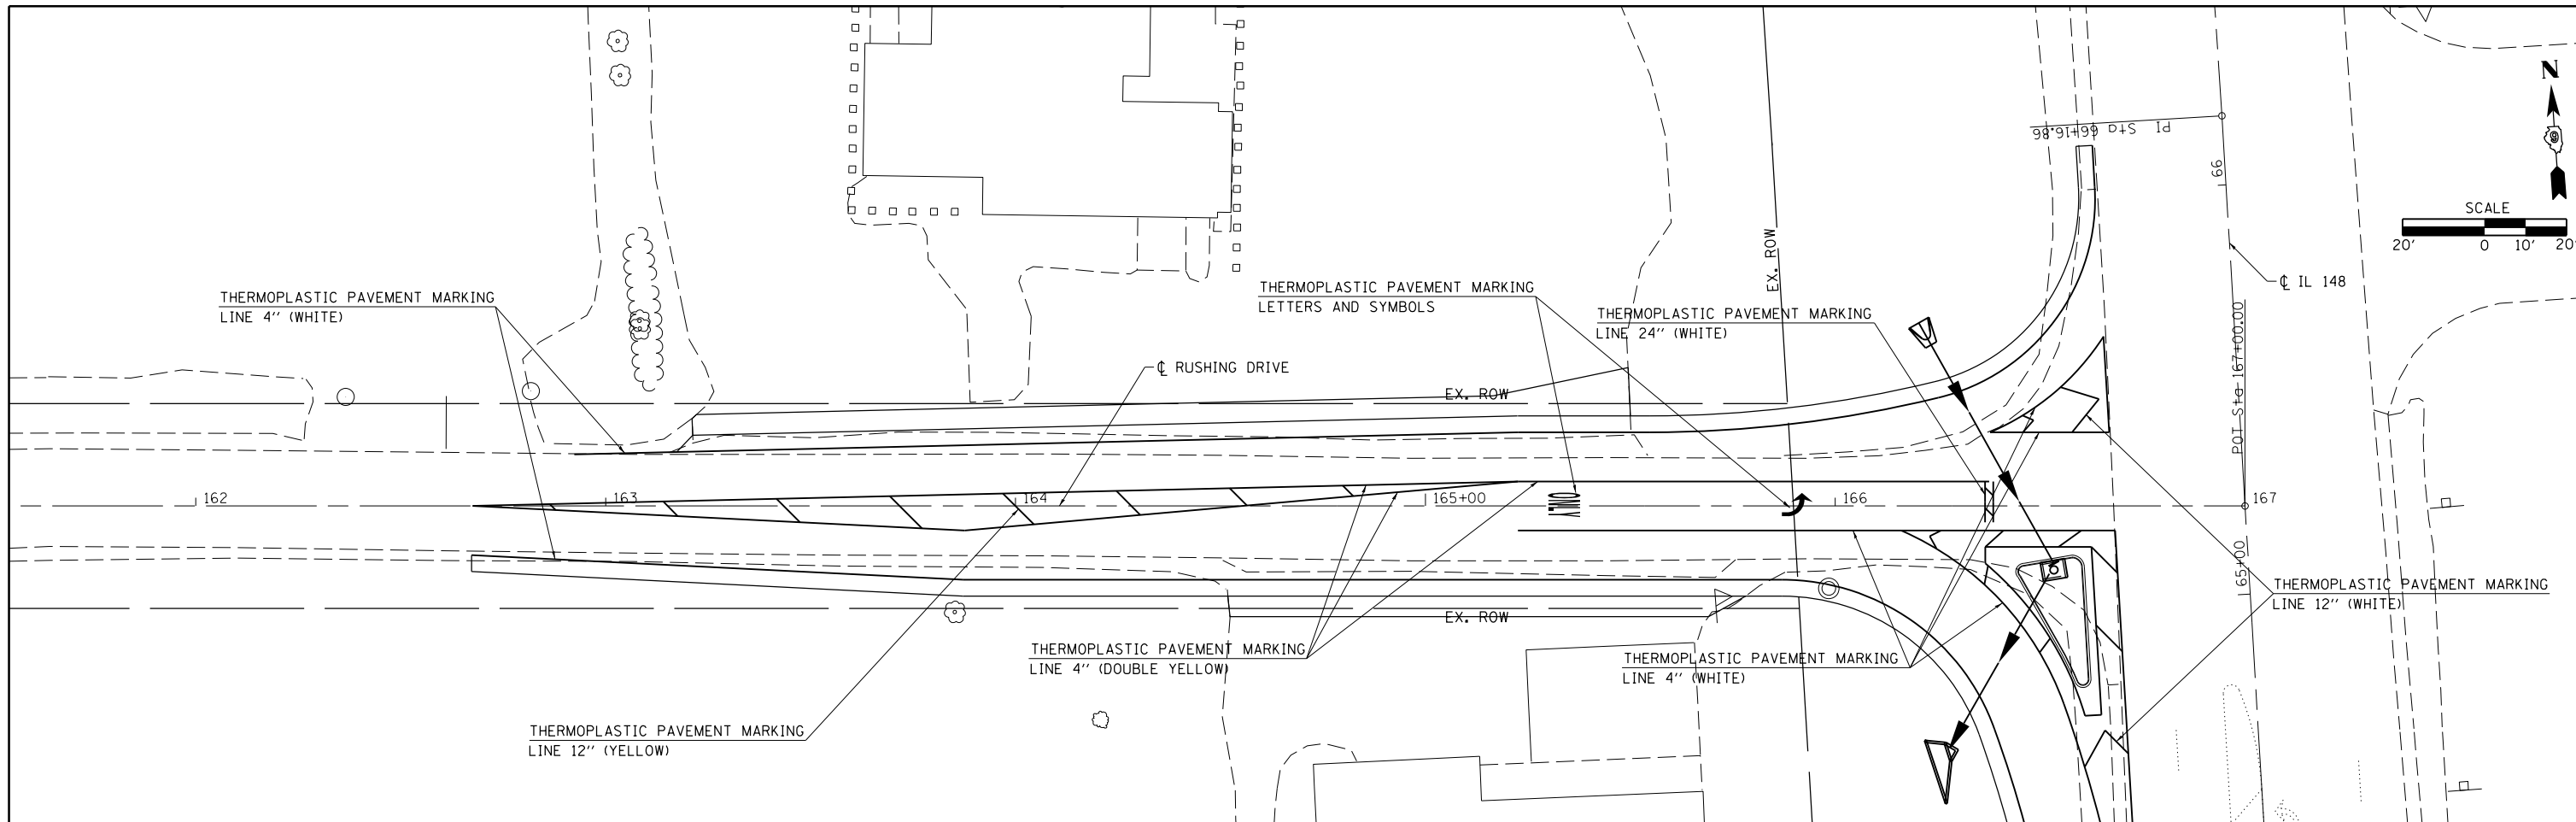 N
PI Sta 66+16.86
66
SCALE
20' 0 10' 20'
EX. ROW
℄ IL 148
THERMOPLASTIC PAVEMENT MARKING
LINE 4" (WHITE)
THERMOPLASTIC PAVEMENT MARKING
LETTERS AND SYMBOLS
THERMOPLASTIC PAVEMENT MARKING
LINE 24" (WHITE)
POT Sta 167+00.00
℄ RUSHING DRIVE
EX. ROW
162
163
164
165+00
ONLY
166
167
65+00
THERMOPLASTIC PAVEMENT MARKING
LINE 12" (WHITE)
EX. ROW
THERMOPLASTIC PAVEMENT MARKING
LINE 4" (DOUBLE YELLOW)
THERMOPLASTIC PAVEMENT MARKING
LINE 4" (WHITE)
THERMOPLASTIC PAVEMENT MARKING
LINE 12" (YELLOW)